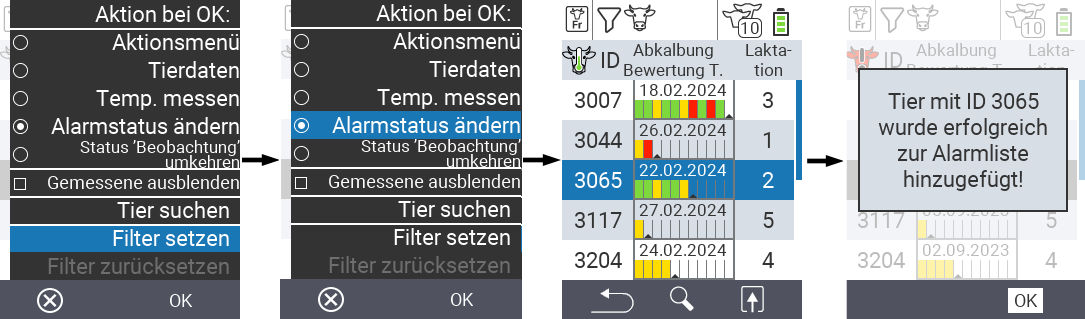 Aktion bei OK:
Aktionsmenü
Tierdaten
Temp. messen
Alarmstatus ändern
Status 'Beobachtung'
umkehren
Gemessene ausblenden
Tier suchen
Filter setzen
Filter zurücksetzen
OK
Aktion bei OK:
Aktionsmenü
Tierdaten
Temp. messen
Alarmstatus ändern
Status 'Beobachtung'
umkehren
Gemessene ausblenden
Tier suchen
Filter setzen
Filter zurücksetzen
OK
Fr 10
ID Abkalbung Lakta-
Bewertung T. tion
3007 18.02.2024 3
3044 26.02.2024 1
3065 22.02.2024 2
3117 27.02.2024 5
3204 24.02.2024 4
Fr 10
ID Abkalbung Lakta-
Bewertung T. tion
Tier mit ID 3065
wurde erfolgreich
zur Alarmliste
hinzugefügt!
3117 5
3204 02.09.2023 4
OK